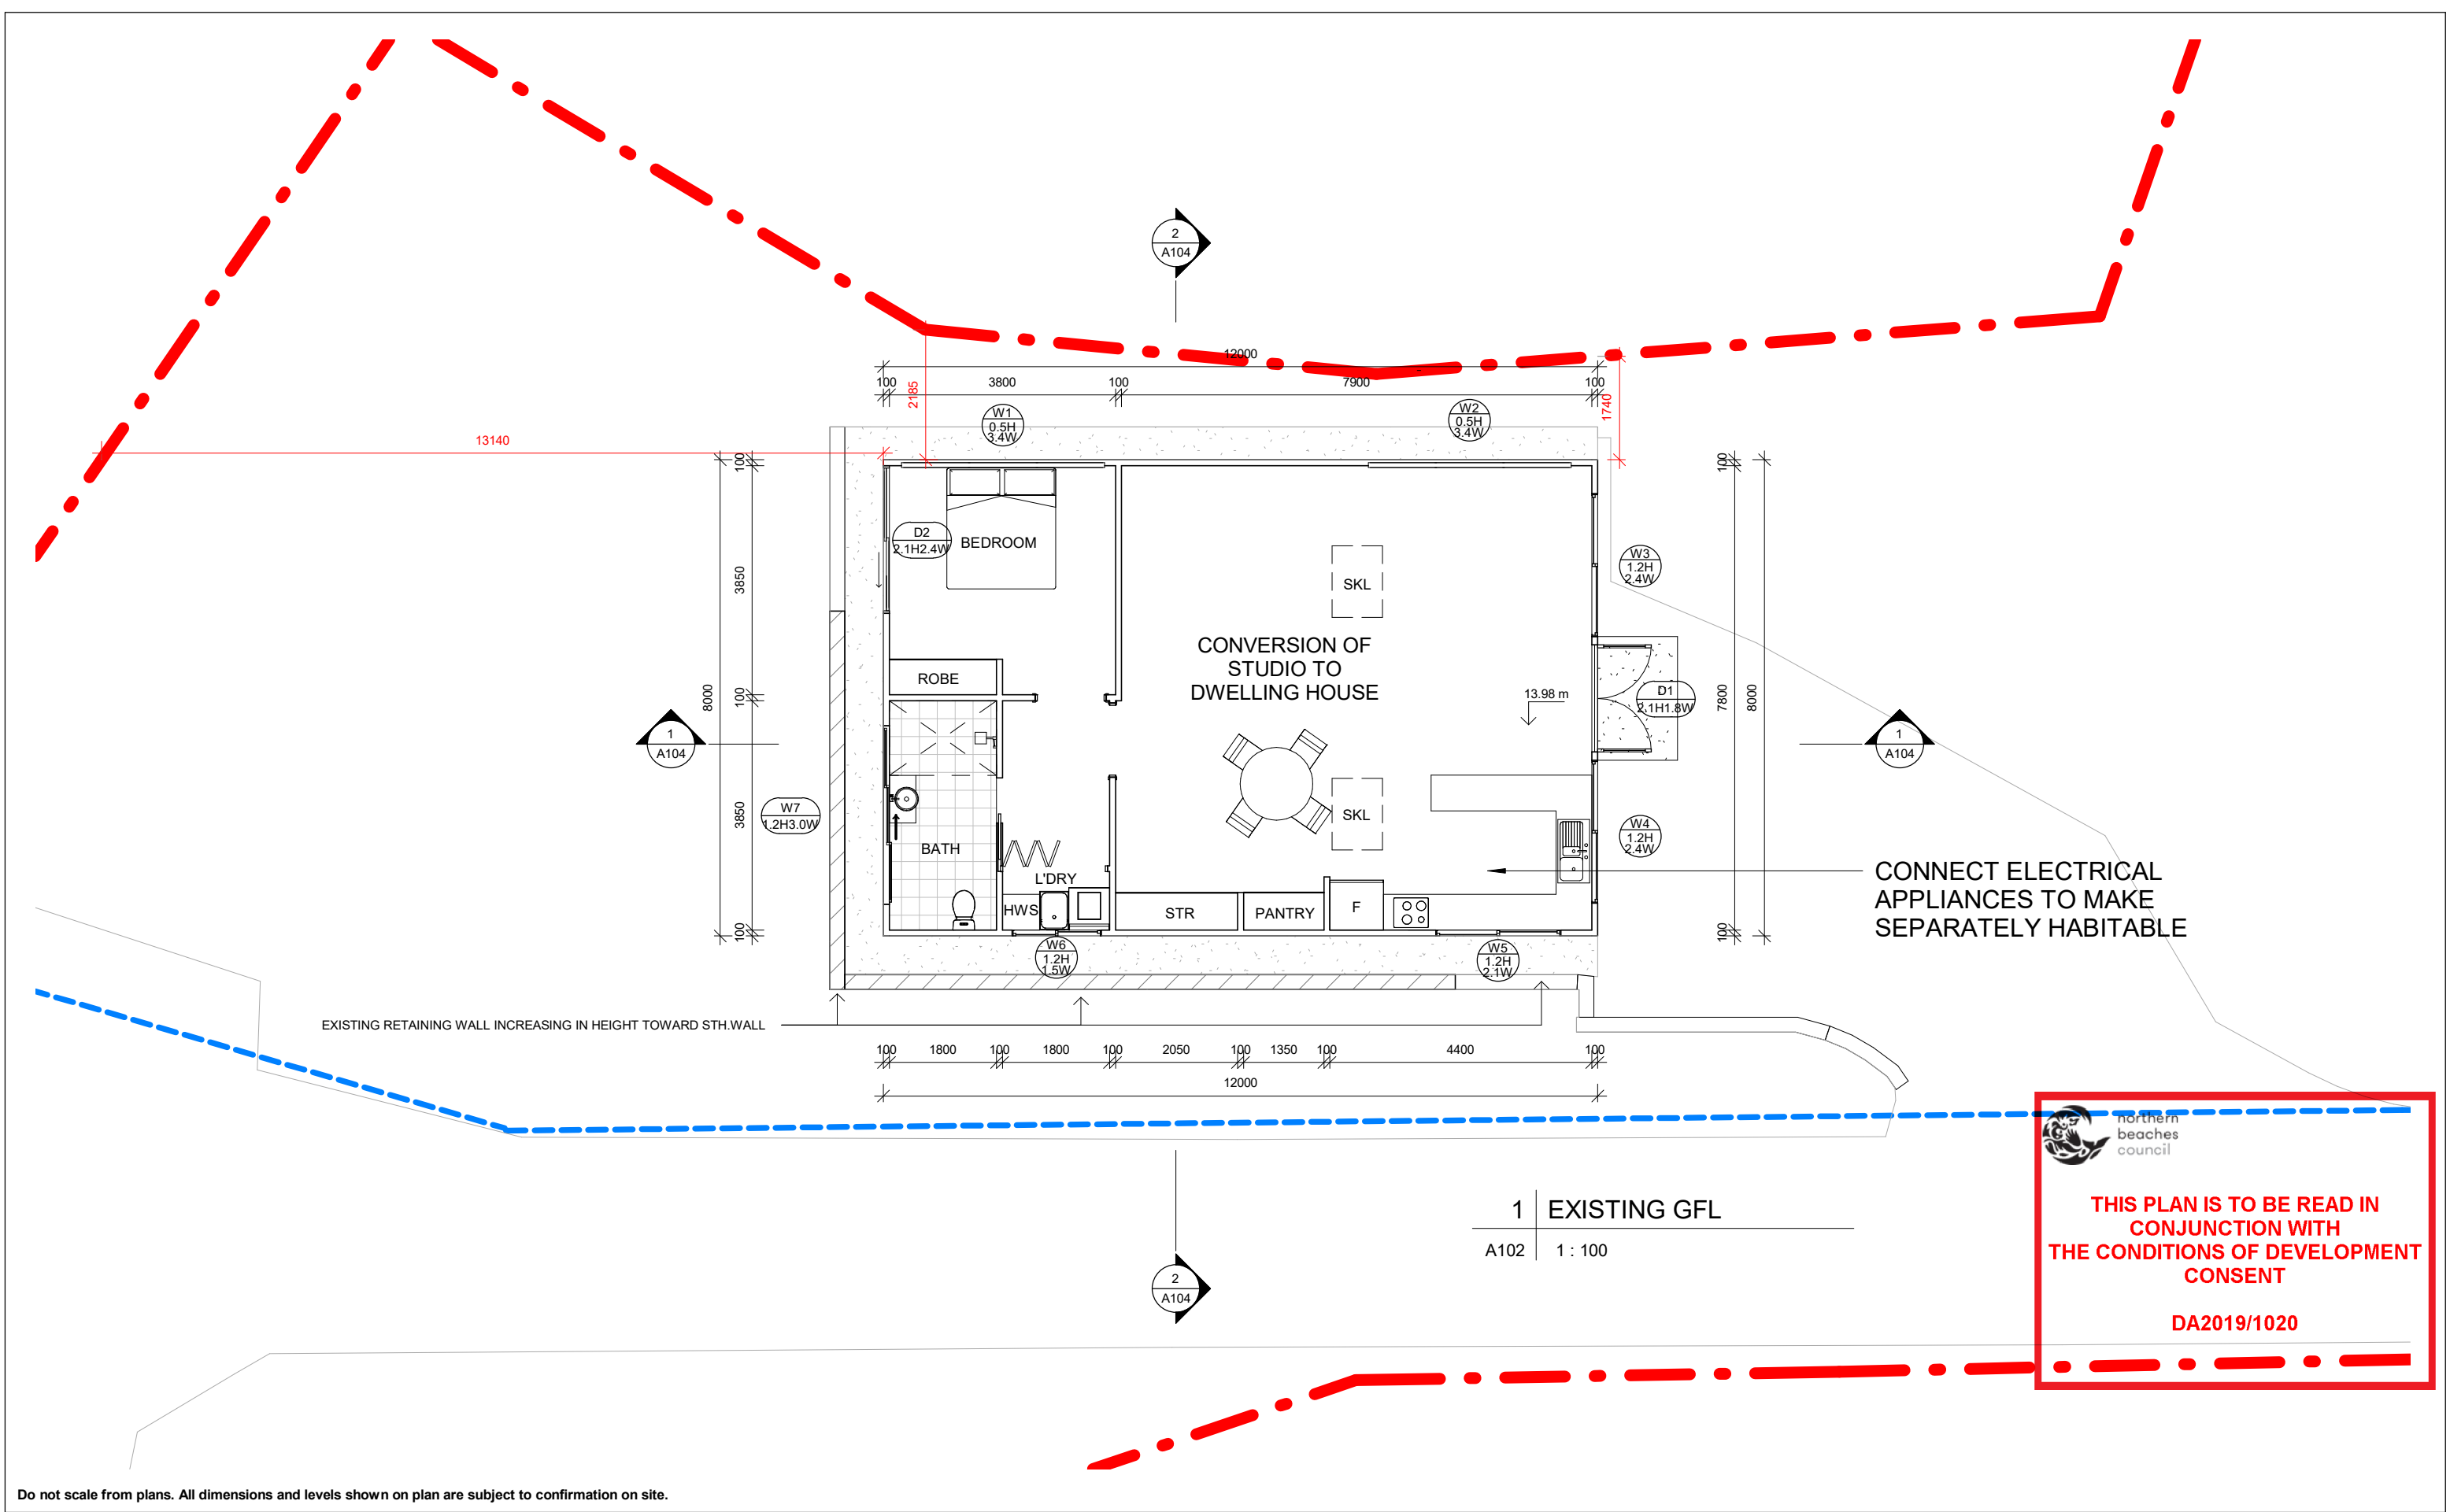 2
A104
12000
100 3800 100 7900 100
2185
1740
13140
W1
0.5H
3.4W
W2
0.5H
3.4W
100
3850
100
3850
100
8000
100
7800
100
8000
D2
2.1H2.4W
BEDROOM
SKL
W3
1.2H
2.4W
CONVERSION OF
STUDIO TO
DWELLING HOUSE
ROBE
13.98 m
D1
2.1H1.8W
1
A104
1
A104
W7
1.2H3.0W
SKL
W4
1.2H
2.4W
BATH
L'DRY
HWS
STR
PANTRY
F
CONNECT ELECTRICAL
APPLIANCES TO MAKE
SEPARATELY HABITABLE
W6
1.2H
1.5W
W5
1.2H
2.1W
EXISTING RETAINING WALL INCREASING IN HEIGHT TOWARD STH.WALL
100 1800 100 1800 100 2050 100 1350 100 4400 100
12000
northern
beaches
council
THIS PLAN IS TO BE READ IN
CONJUNCTION WITH
THE CONDITIONS OF DEVELOPMENT
CONSENT
DA2019/1020
1 EXISTING GFL
A102 1 : 100
2
A104
Do not scale from plans. All dimensions and levels shown on plan are subject to confirmation on site.